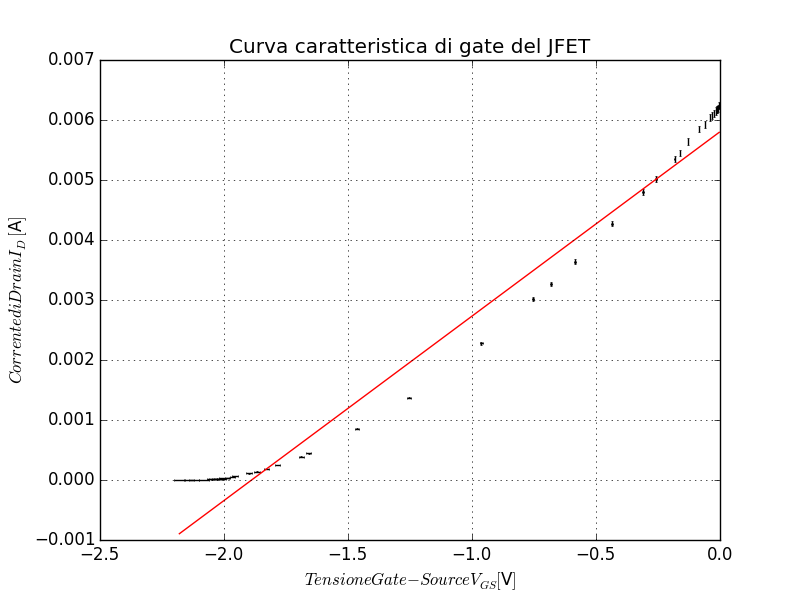 Curva caratteristica di gate del JFET
0.007
0.006
0.005
0.004
0.003
0.002
0.001
0.000
−0.001
CorrentediDrainI_D [A]
−2.5 −2.0 −1.5 −1.0 −0.5 0.0
TensioneGate−SourceV_GS[V]